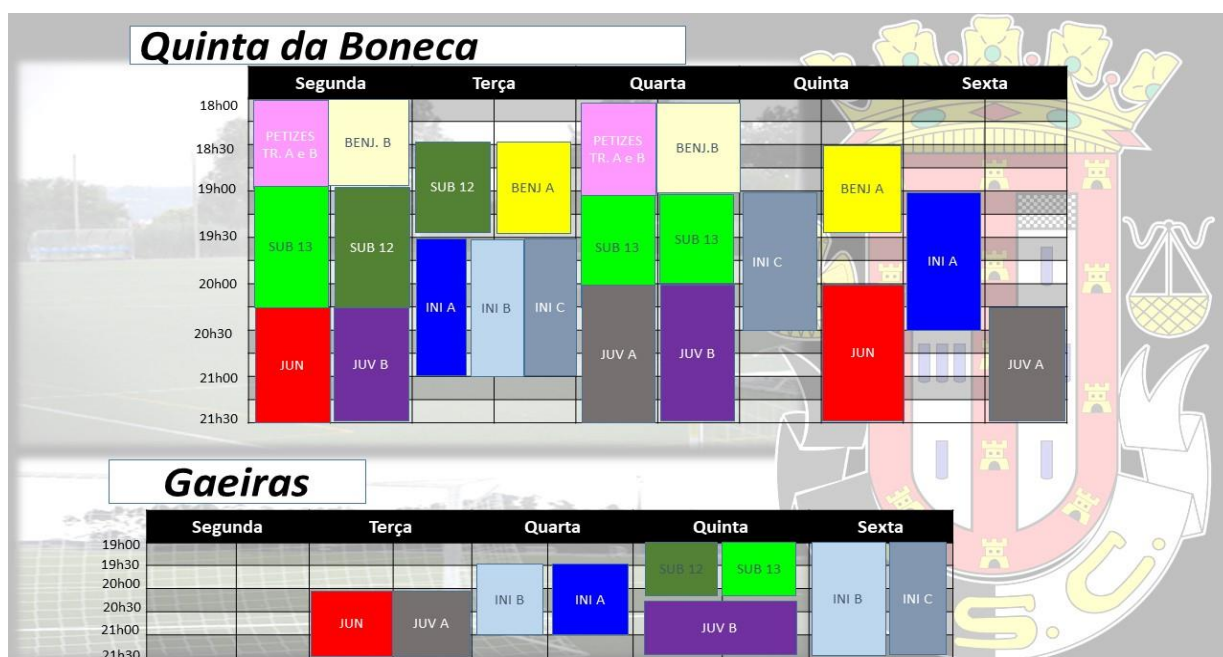 Quinta da Boneca
Segunda Terça Quarta Quinta Sexta
18h00
PETIZES
TR. A e B
BENJ. B
PETIZES
TR. A e B
BENJ.B
18h30
SUB 12
BENJ A
BENJ A
19h00
SUB 13
SUB 12
SUB 13
SUB 13
INI C
INI A
19h30
20h00
INI A
INI B
INI C
20h30
JUN
JUV B
JUV A
JUV B
JUN
JUV A
21h00
21h30
Gaeiras
Segunda Terça Quarta Quinta Sexta
19h00
19h30
SUB 12
SUB 13
20h00
INI B
INI A
INI B
INI C
20h30
JUN
JUV A
JUV B
21h00
21h30
S.U.